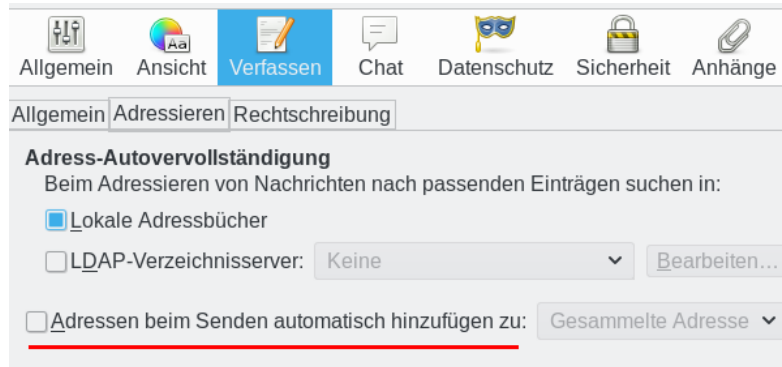 Allgemein Ansicht Verfassen Chat Datenschutz Sicherheit Anhänge
Allgemein Adressieren Rechtschreibung
Adress-Autovervollständigung
Beim Adressieren von Nachrichten nach passenden Einträgen suchen in:
Lokale Adressbücher
LDAP-Verzeichnisserver: Keine Bearbeiten...
Adressen beim Senden automatisch hinzufügen zu: Gesammelte Adresse